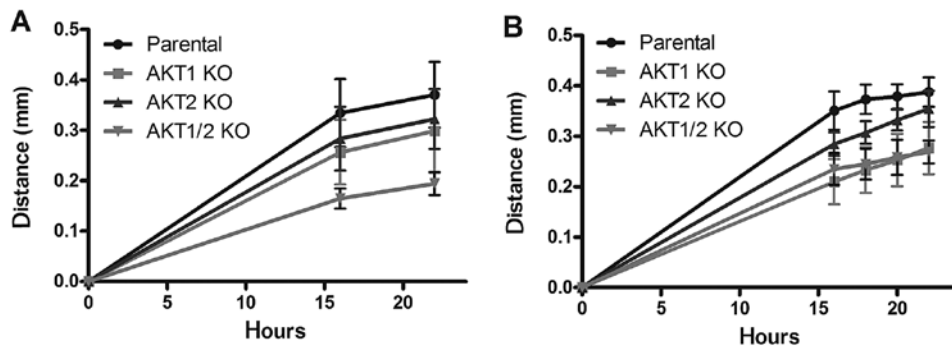 A
0.5
0.4
0.3
0.2
0.1
0.0
Distance (mm)
Parental
AKT1 KO
AKT2 KO
AKT1/2 KO
0 5 10 15 20
Hours
B
0.5
0.4
0.3
0.2
0.1
0.0
Distance (mm)
Parental
AKT1 KO
AKT2 KO
AKT1/2 KO
0 5 10 15 20
Hours